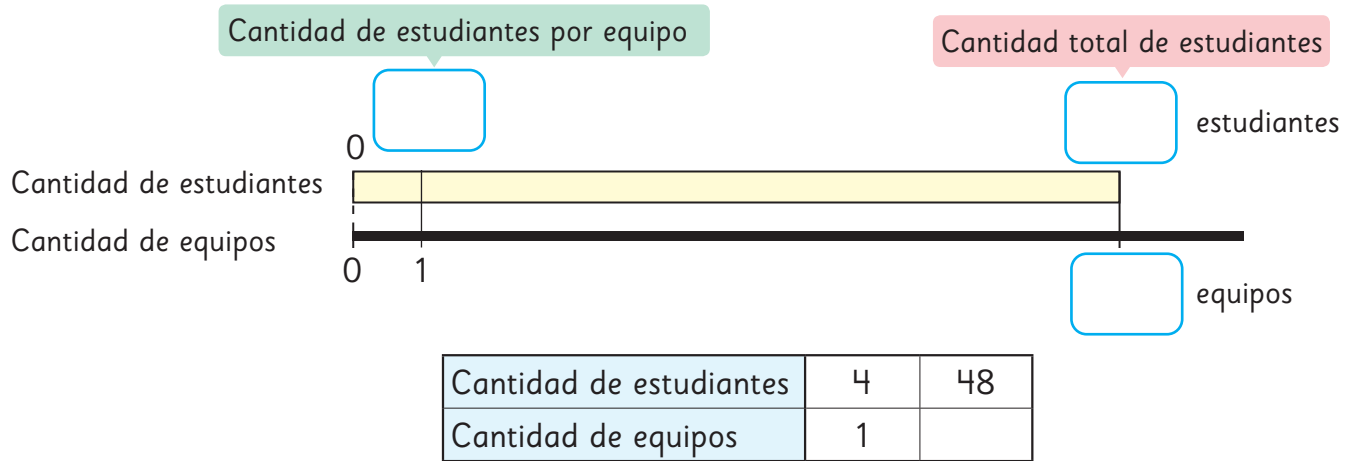 Cantidad de estudiantes por equipo
Cantidad total de estudiantes
estudiantes
0
Cantidad de estudiantes
Cantidad de equipos
0 1
equipos
Cantidad de estudiantes 4 48
Cantidad de equipos 1